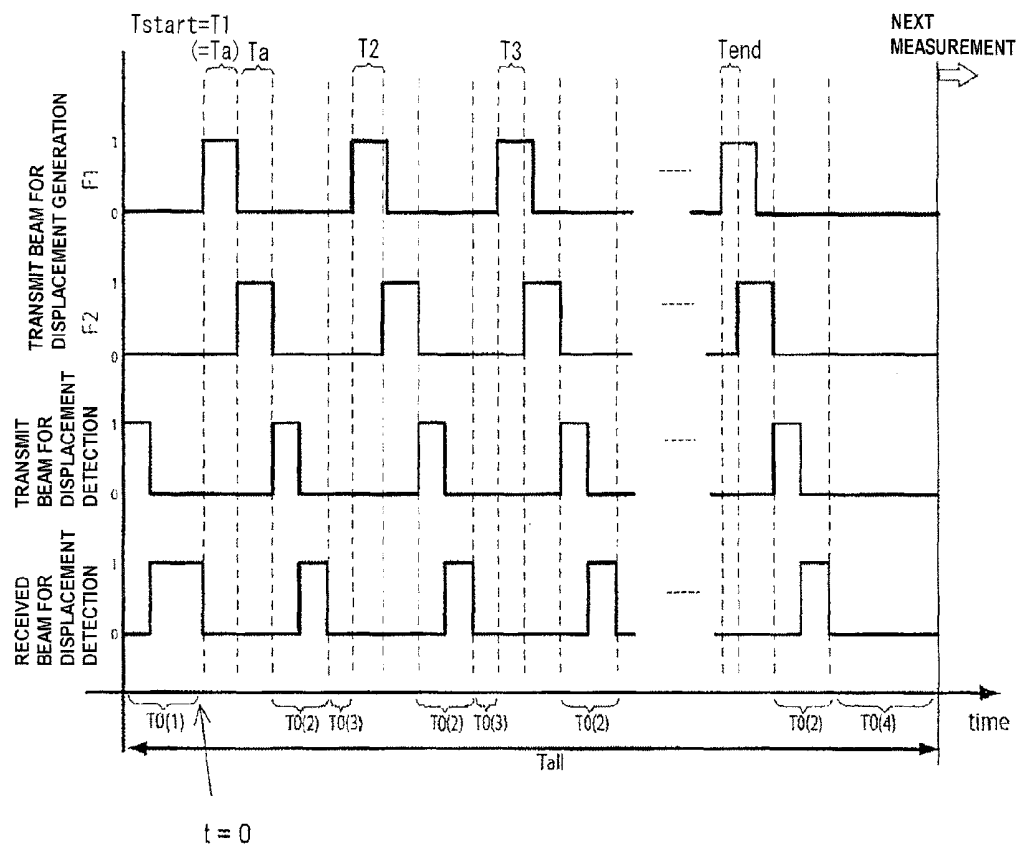 Tstart=T1
(=Ta)
Ta
T2
T3
Tend
NEXT
MEASUREMENT
TRANSMIT BEAM FOR
DISPLACEMENT GENERATION
F1
1
0
F2
1
0
TRANSMIT
BEAM FOR
DISPLACEMENT
DETECTION
1
0
RECEIVED
BEAM FOR
DISPLACEMENT
DETECTION
1
0
T0(1)
T0(2)
T0(3)
T0(2)
T0(3)
T0(2)
T0(2)
T0(4)
time
Tall
t = 0